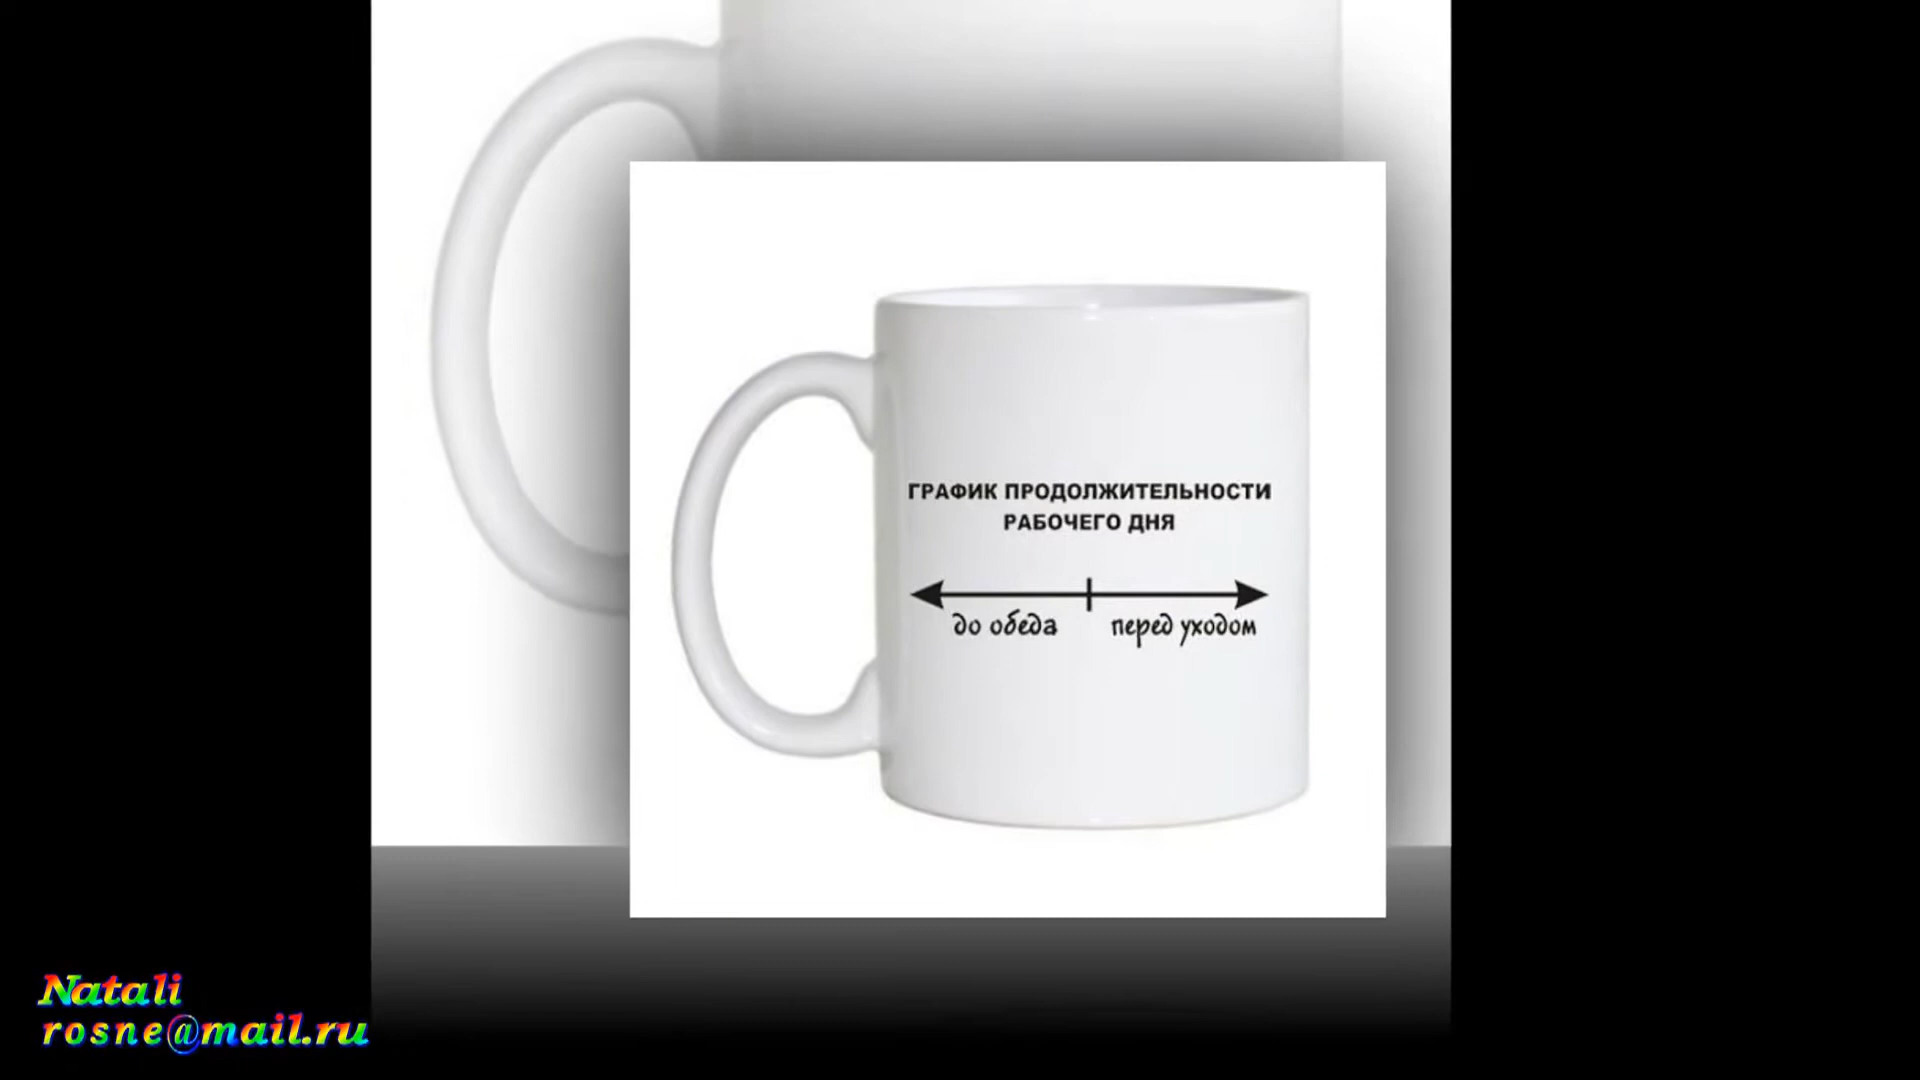 ГРАФИК ПРОДОЛЖИТЕЛЬНОСТИ
РАБОЧЕГО ДНЯ
до обеда перед уходом
Natali
rosne@mail.ru